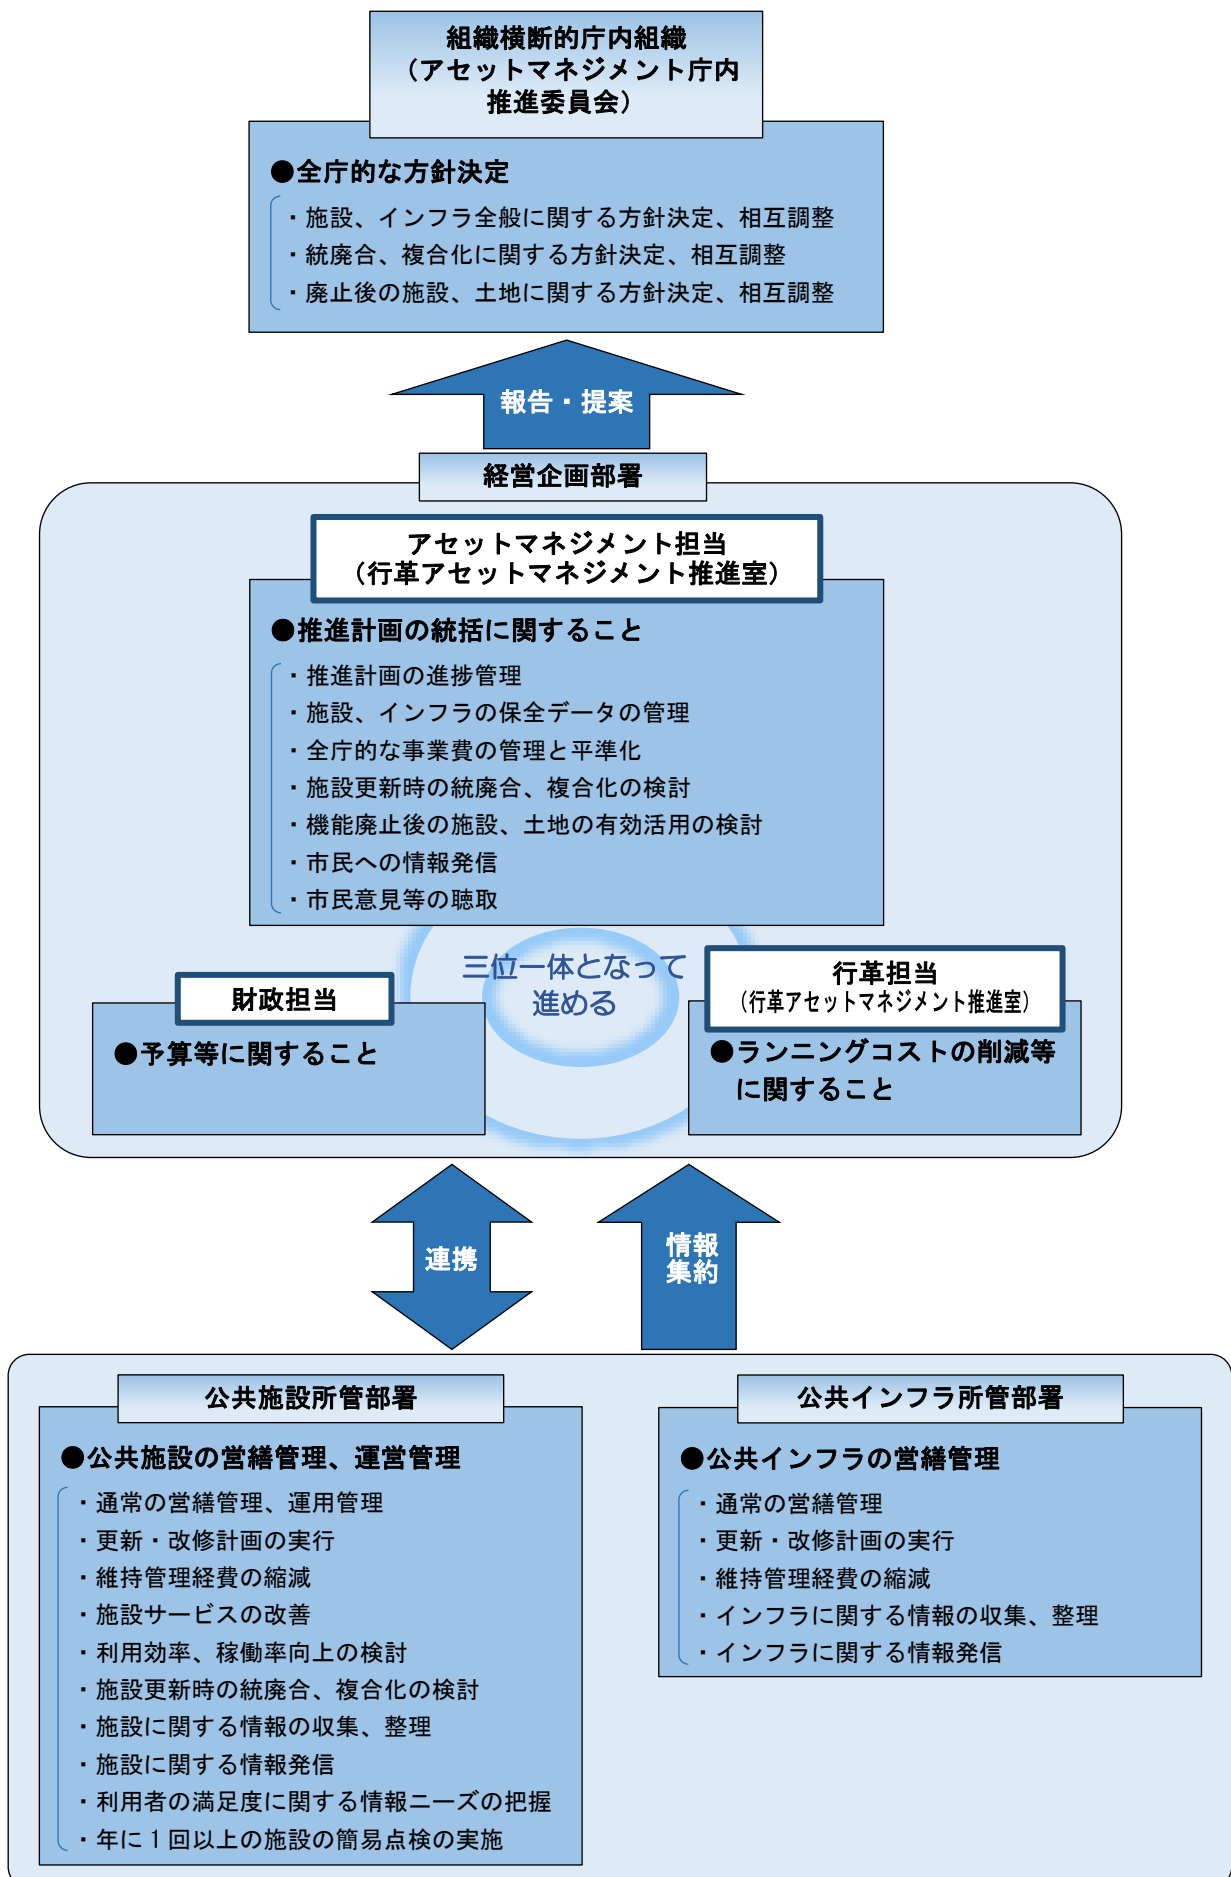 組織横断的庁内組織
（アセットマネジメント庁内
推進委員会）
●全庁的な方針決定
・施設、インフラ全般に関する方針決定、相互調整
・統廃合、複合化に関する方針決定、相互調整
・廃止後の施設、土地に関する方針決定、相互調整
報告・提案
経営企画部署
アセットマネジメント担当
（行革アセットマネジメント推進室）
●推進計画の統括に関すること
・推進計画の進捗管理
・施設、インフラの保全データの管理
・全庁的な事業費の管理と平準化
・施設更新時の統廃合、複合化の検討
・機能廃止後の施設、土地の有効活用の検討
・市民への情報発信
・市民意見等の聴取
三位一体となって
進める
財政担当
●予算等に関すること
行革担当
（行革アセットマネジメント推進室）
●ランニングコストの削減等
に関すること
連携
情報
集約
公共施設所管部署
●公共施設の営繕管理、運営管理
・通常の営繕管理、運用管理
・更新・改修計画の実行
・維持管理経費の縮減
・施設サービスの改善
・利用効率、稼働率向上の検討
・施設更新時の統廃合、複合化の検討
・施設に関する情報の収集、整理
・施設に関する情報発信
・利用者の満足度に関する情報ニーズの把握
・年に１回以上の施設の簡易点検の実施
公共インフラ所管部署
●公共インフラの営繕管理
・通常の営繕管理
・更新・改修計画の実行
・維持管理経費の縮減
・インフラに関する情報の収集、整理
・インフラに関する情報発信